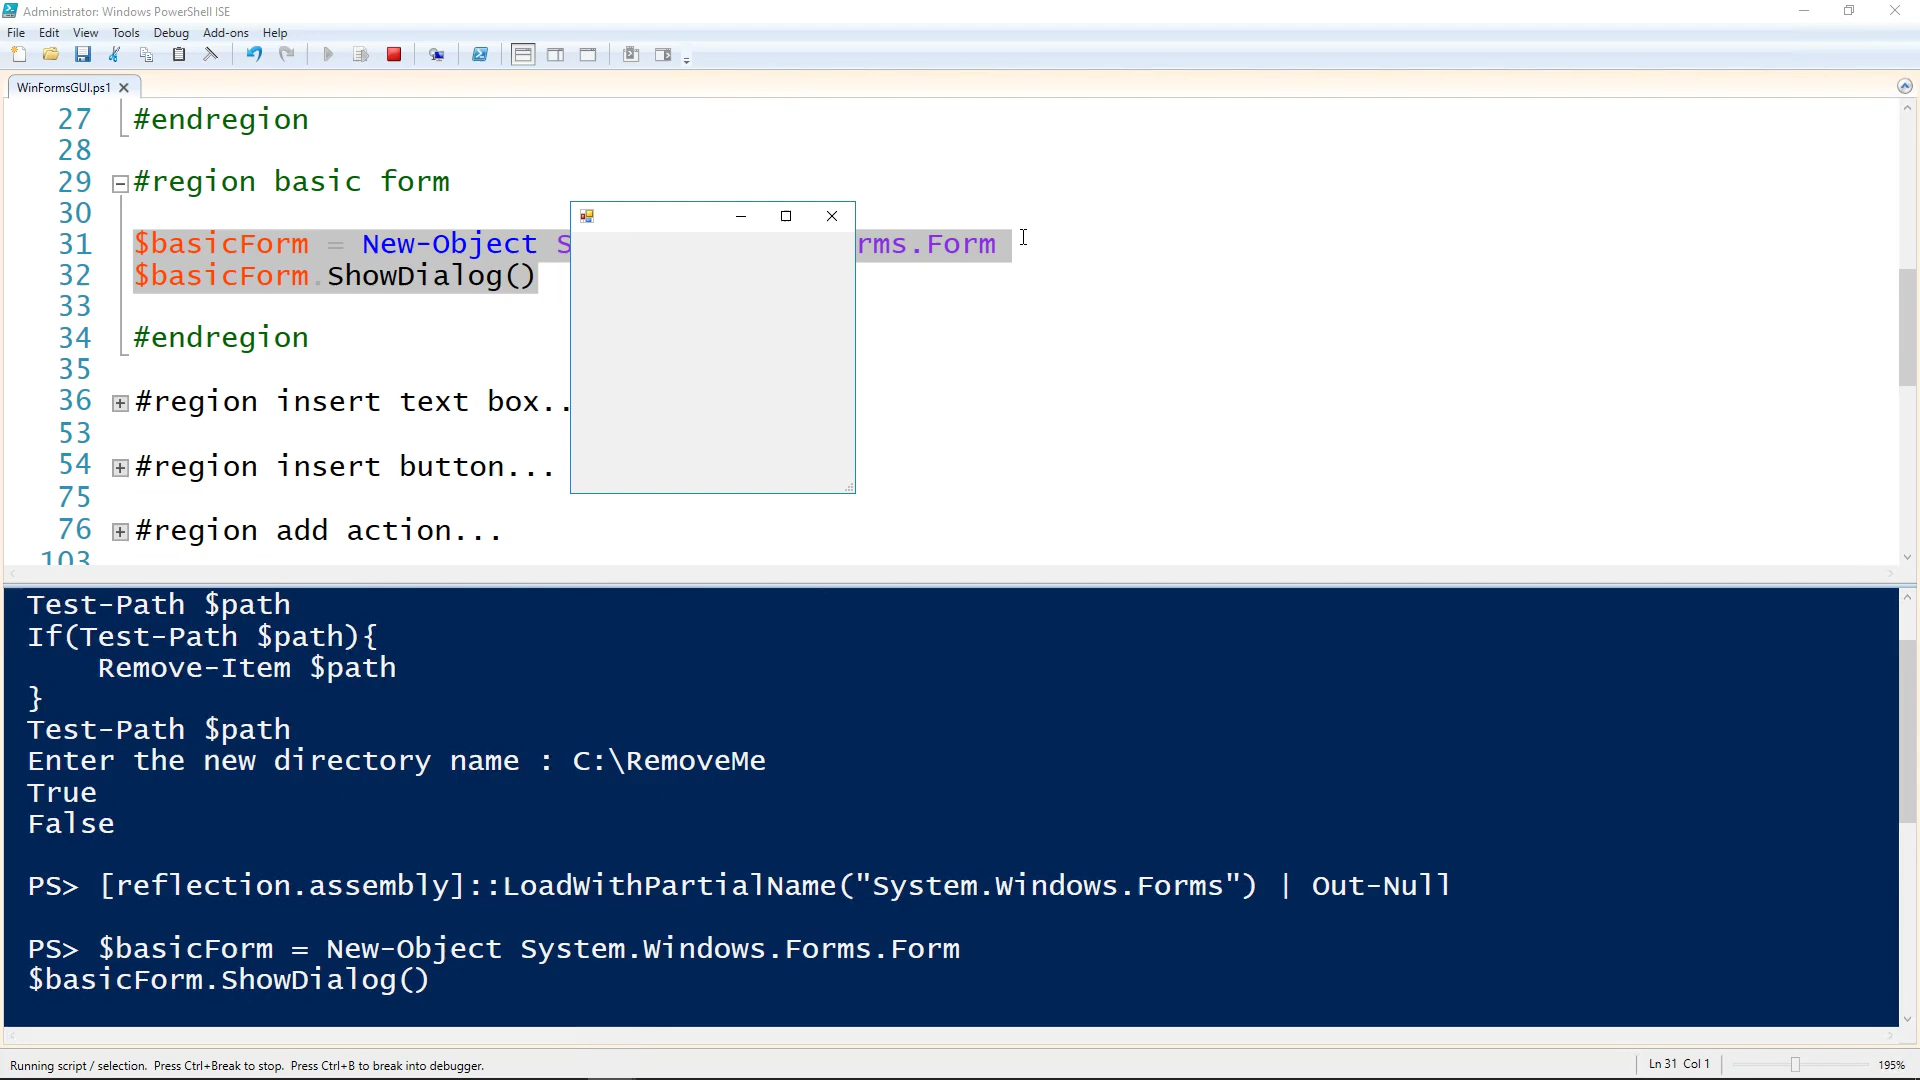 Administrator: Windows PowerShell ISE
File Edit View Tools Debug Add-ons Help
WinFormsGUI.ps1
27 #endregion
28
29 #region basic form
30
31 $basicForm = New-Object S rms.Form
32 $basicForm.ShowDialog()
33
34 #endregion
35
36 #region insert text box..
53
54 #region insert button...
75
76 #region add action...
103
Test-Path $path
If(Test-Path $path){
Remove-Item $path
}
Test-Path $path
Enter the new directory name : C:\RemoveMe
True
False
PS> [reflection.assembly]::LoadWithPartialName("System.Windows.Forms") | Out-Null
PS> $basicForm = New-Object System.Windows.Forms.Form
$basicForm.ShowDialog()
Running script / selection. Press Ctrl+Break to stop. Press Ctrl+B to break into debugger.
Ln 31 Col 1
195%